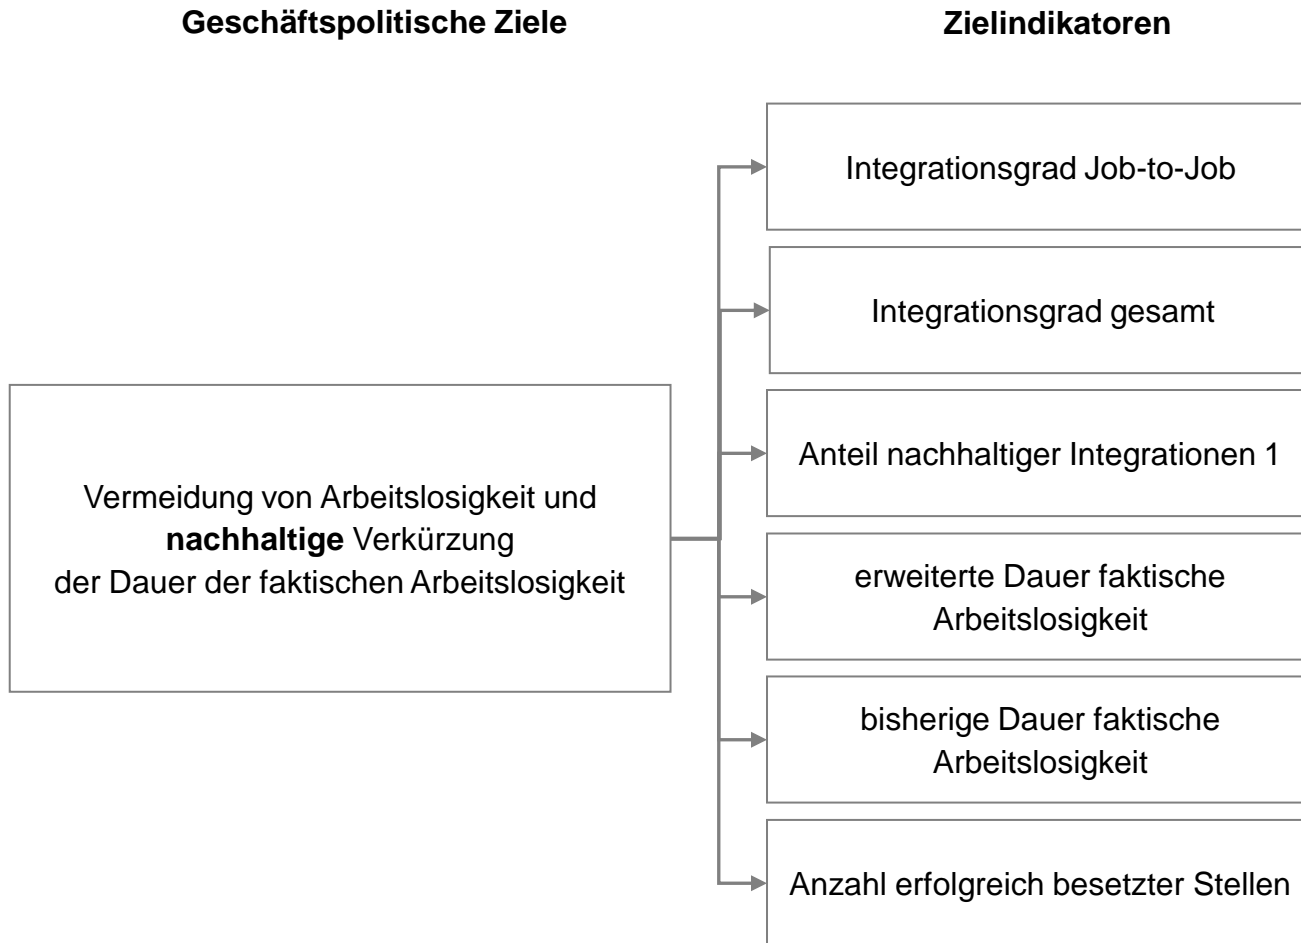 Geschäftspolitische Ziele
Zielindikatoren
Vermeidung von Arbeitslosigkeit und
nachhaltige Verkürzung
der Dauer der faktischen Arbeitslosigkeit
Integrationsgrad Job-to-Job
Integrationsgrad gesamt
Anteil nachhaltiger Integrationen 1
erweiterte Dauer faktische
Arbeitslosigkeit
bisherige Dauer faktische
Arbeitslosigkeit
Anzahl erfolgreich besetzter Stellen